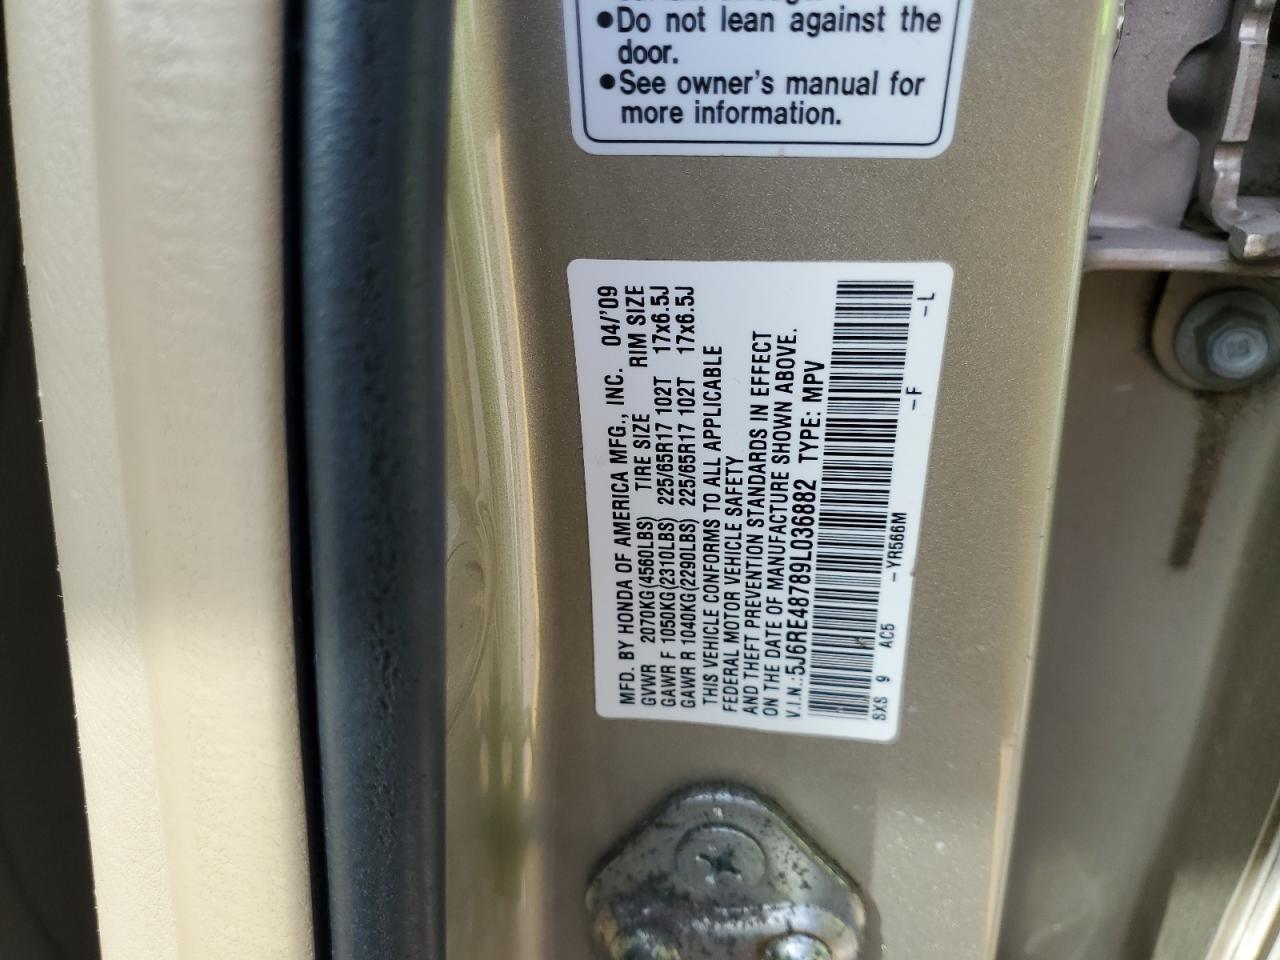 ●Do not lean against the
door.
●See owner's manual for
more information.
MFD. BY HONDA OF AMERICA MFG., INC. 04/'09
GVWR 2070KG(4560LBS) TIRE SIZE RIM SIZE
GAWR F 1050KG(2310LBS) 225/65R17 102T 17x6.5J
GAWR R 1040KG(2290LBS) 225/65R17 102T 17x6.5J
THIS VEHICLE CONFORMS TO ALL APPLICABLE
FEDERAL MOTOR VEHICLE SAFETY
AND THEFT PREVENTION STANDARDS IN EFFECT
ON THE DATE OF MANUFACTURE SHOWN ABOVE.
V.I.N.:5J6RE48789L036882 TYPE: MPV
SXS 9 AC5 -YR566M -F -L